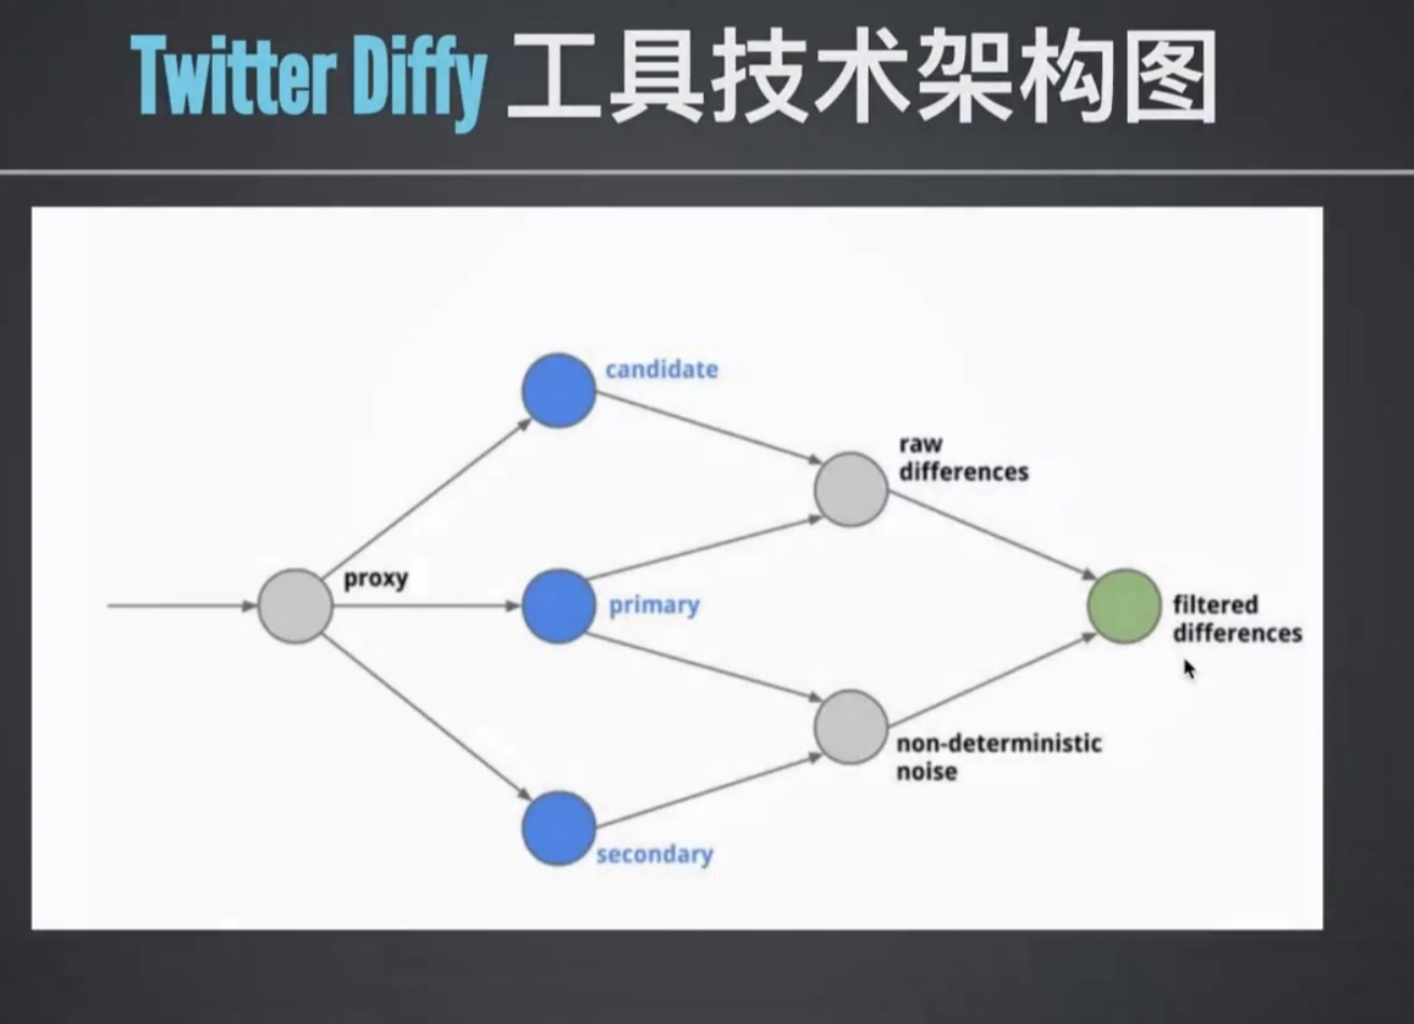 Twitter Diffy 工具技术架构图
candidate
raw
differences
proxy
primary
filtered
differences
non-deterministic
noise
secondary